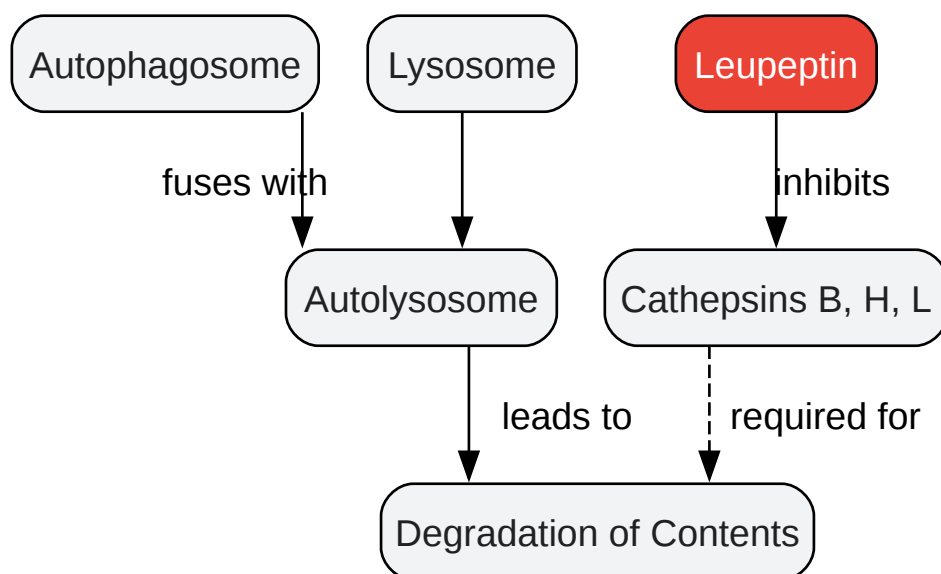 Autophagosome
Lysosome
Leupeptin
fuses with
inhibits
Autolysosome
Cathepsins B, H, L
leads to
required for
Degradation of Contents